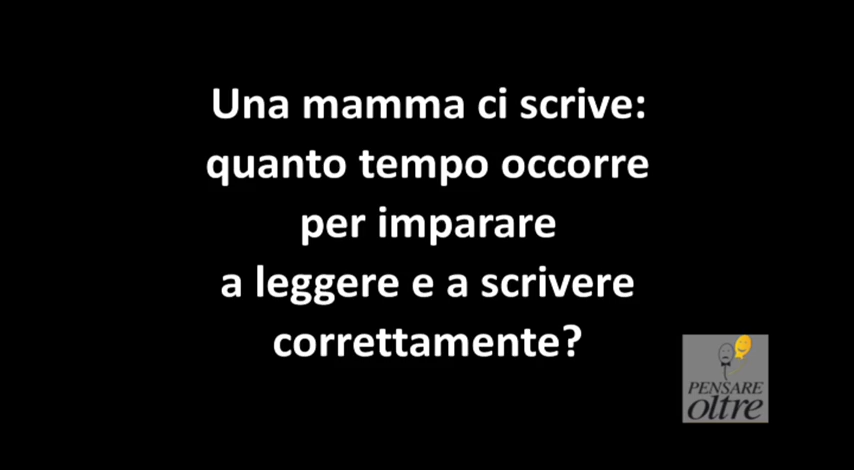 Una mamma ci scrive:
quanto tempo occorre
per imparare
a leggere e a scrivere
correttamente?
PENSARE
oltre